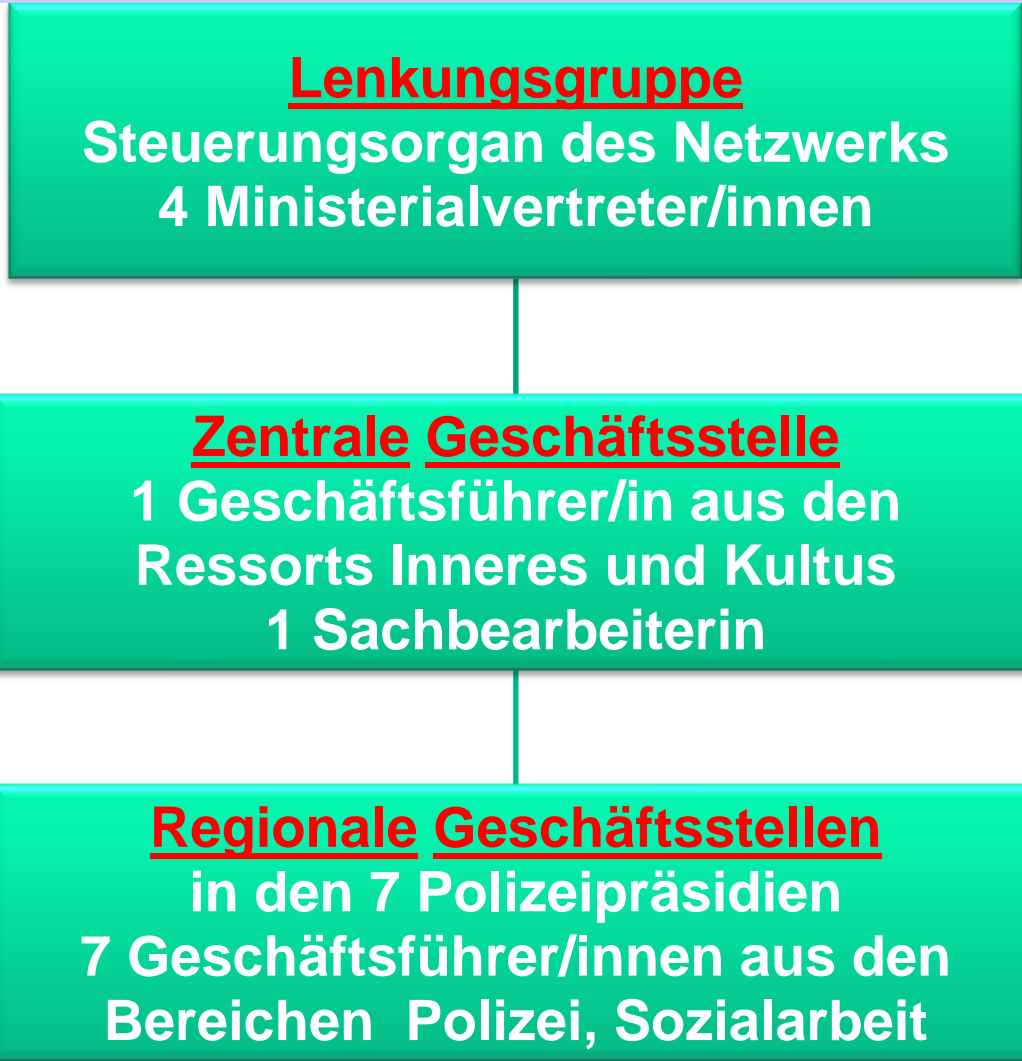 Lenkungsgruppe
Steuerungsorgan des Netzwerks
4 Ministerialvertreter/innen
Zentrale Geschäftsstelle
1 Geschäftsführer/in aus den
Ressorts Inneres und Kultus
1 Sachbearbeiterin
Regionale Geschäftsstellen
in den 7 Polizeipräsidien
7 Geschäftsführer/innen aus den
Bereichen  Polizei, Sozialarbeit